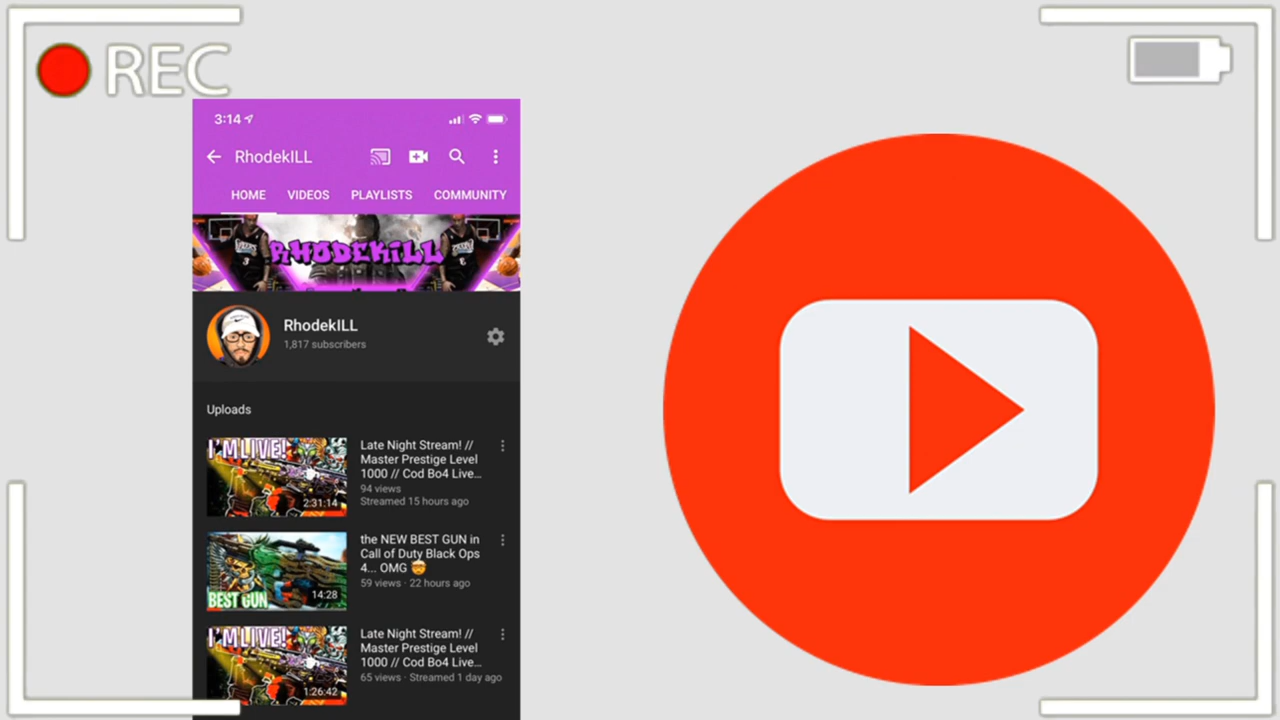 REC
3:14
RhodekILL
HOME VIDEOS PLAYLISTS COMMUNITY
RHODEKILL
RhodekILL
1,817 subscribers
Uploads
I'M LIVE!
2:31:14
Late Night Stream! //
Master Prestige Level
1000 // Cod Bo4 Live...
94 views
Streamed 15 hours ago
BEST GUN
14:28
the NEW BEST GUN in
Call of Duty Black Ops
4... OMG 🤯
59 views · 22 hours ago
I'M LIVE!
1:26:42
Late Night Stream! //
Master Prestige Level
1000 // Cod Bo4 Live...
65 views · Streamed 1 day ago